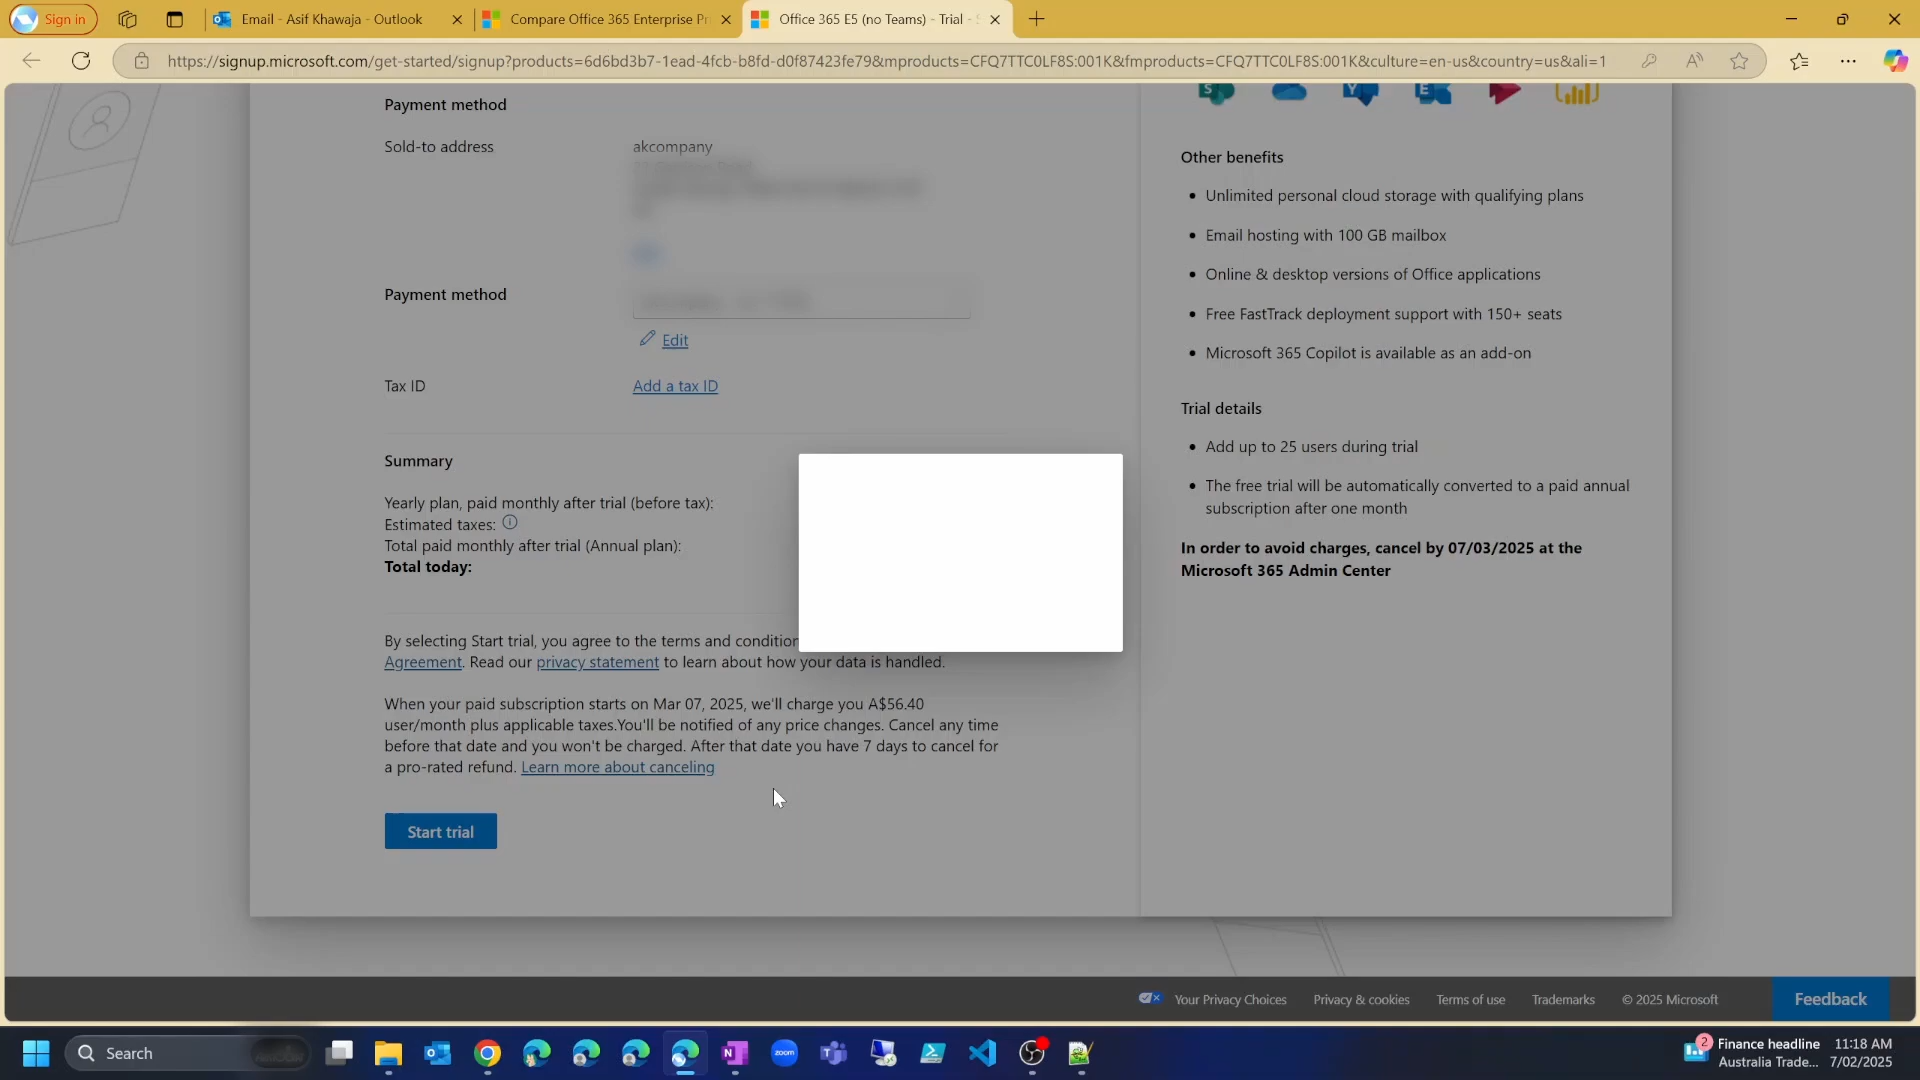 Sign in
Email - Asif Khawaja - Outlook
Compare Office 365 Enterprise Pr
Office 365 E5 (no Teams) - Trial - S
https://signup.microsoft.com/get-started/signup?products=6d6bd3b7-1ead-4fcb-b8fd-d0f87423fe79&mproducts=CFQ7TTC0LF8S:001K&fmproducts=CFQ7TTC0LF8S:001K&culture=en-us&country=us&ali=1
Payment method
Sold-to address
akcompany
Payment method
Edit
Tax ID
Add a tax ID
Summary
Yearly plan, paid monthly after trial (before tax):
Estimated taxes:
Total paid monthly after trial (Annual plan):
Total today:
By selecting Start trial, you agree to the terms and condition
Agreement. Read our privacy statement to learn about how your data is handled.
When your paid subscription starts on Mar 07, 2025, we'll charge you A$56.40
user/month plus applicable taxes.You'll be notified of any price changes. Cancel any time
before that date and you won't be charged. After that date you have 7 days to cancel for
a pro-rated refund. Learn more about canceling
Start trial
Other benefits
Unlimited personal cloud storage with qualifying plans
Email hosting with 100 GB mailbox
Online & desktop versions of Office applications
Free FastTrack deployment support with 150+ seats
Microsoft 365 Copilot is available as an add-on
Trial details
Add up to 25 users during trial
The free trial will be automatically converted to a paid annual
subscription after one month
In order to avoid charges, cancel by 07/03/2025 at the
Microsoft 365 Admin Center
Your Privacy Choices
Privacy & cookies
Terms of use
Trademarks
© 2025 Microsoft
Feedback
Search
zoom
2
Finance headline
Australia Trade...
11:18 AM
7/02/2025